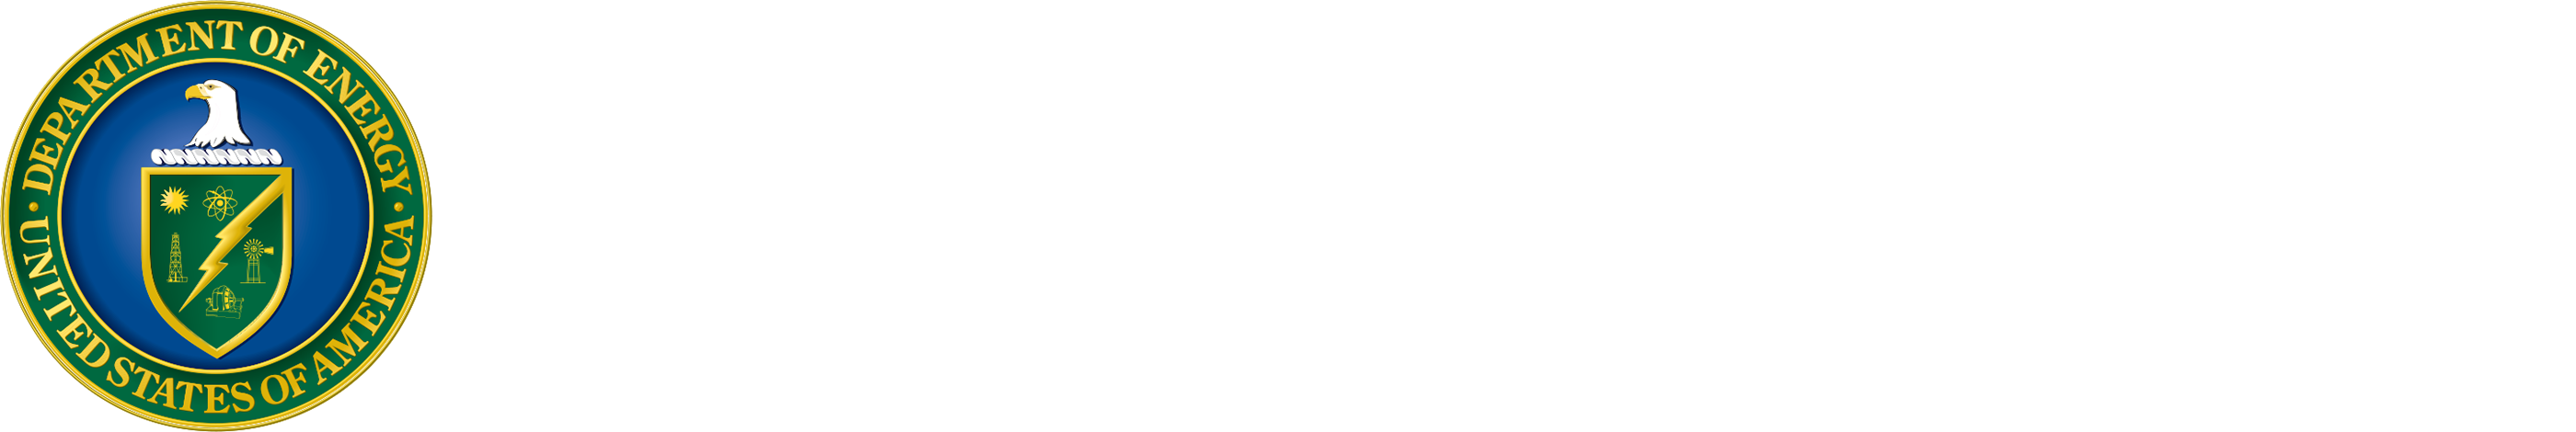 DEPARTMENT OF ENERGY
UNITED STATES OF AMERICA